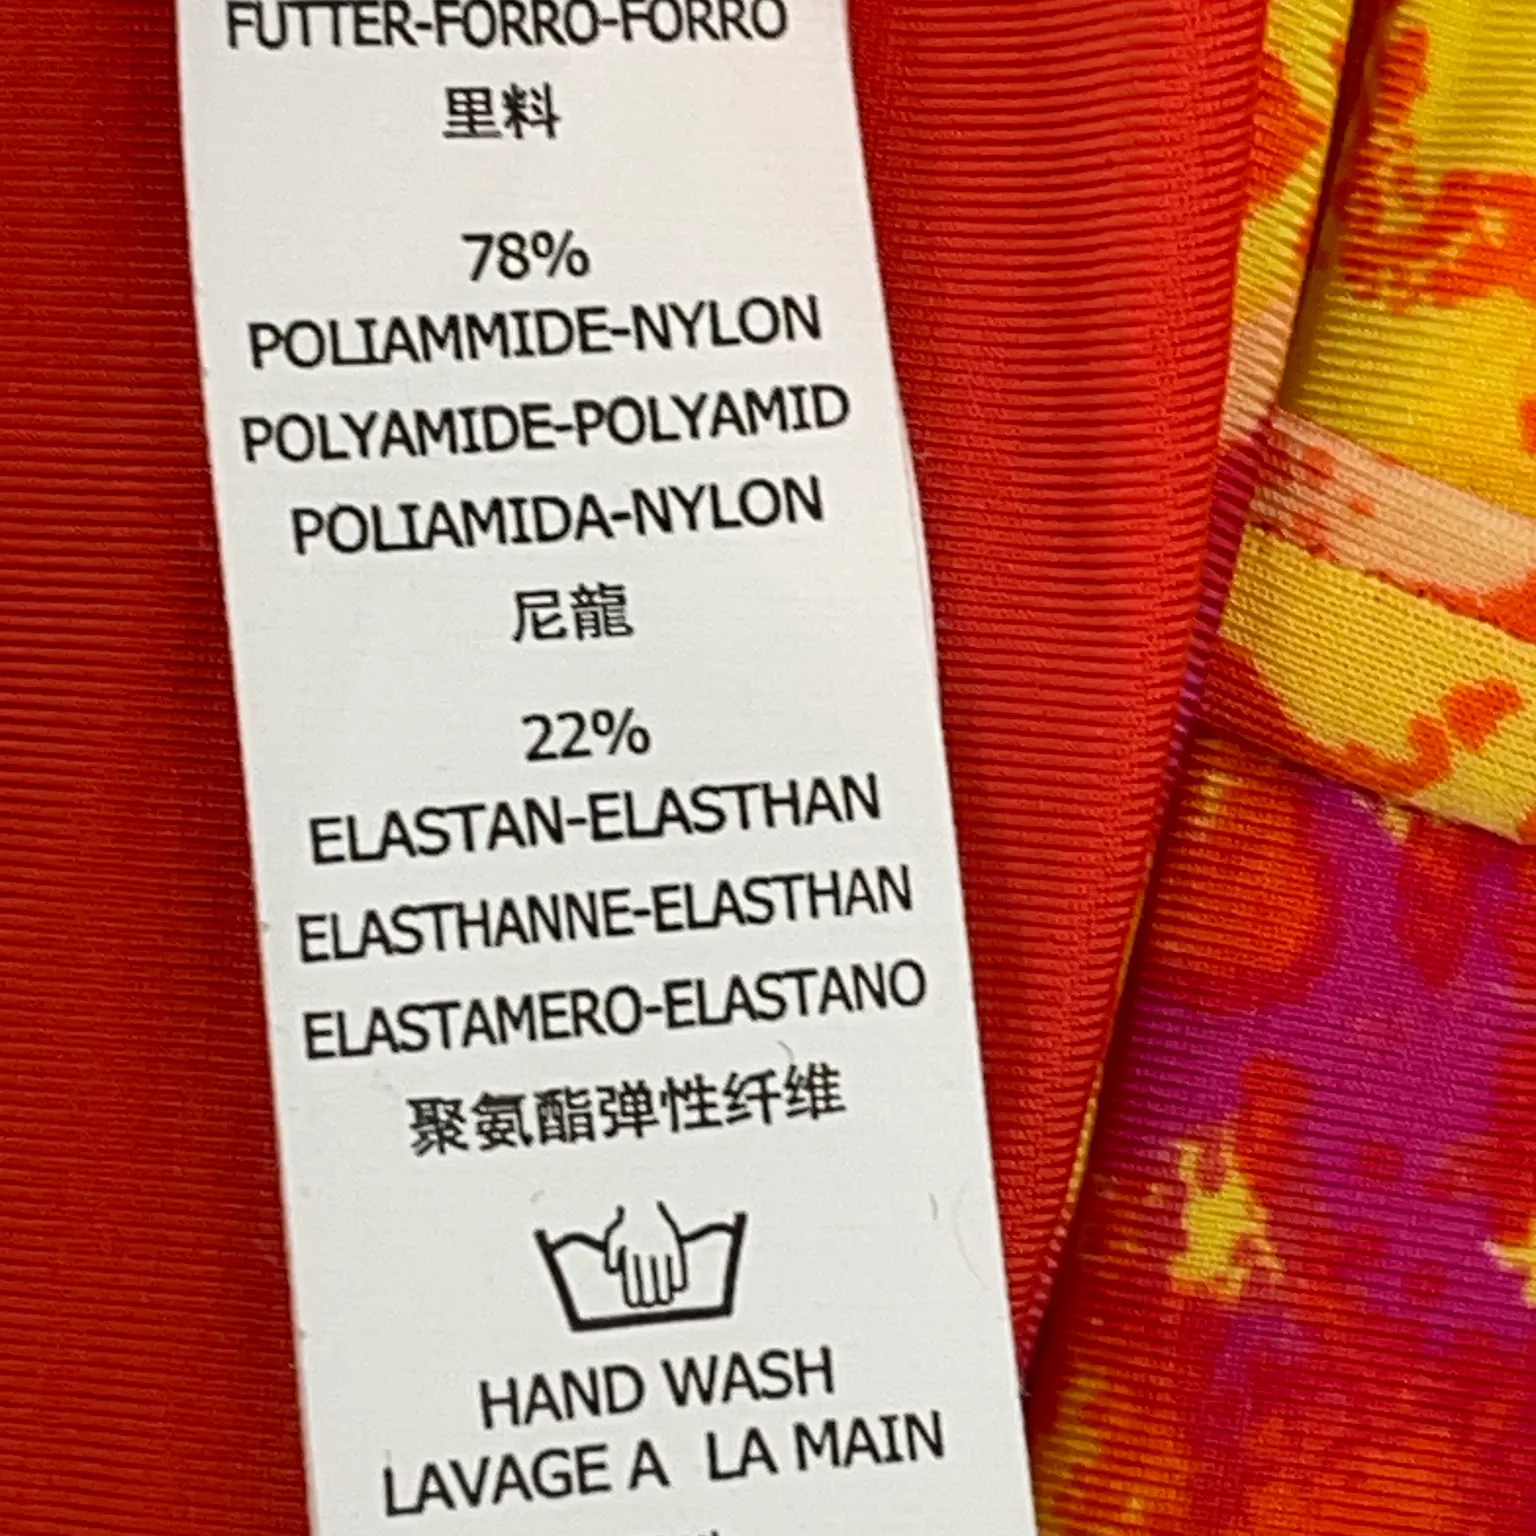 FUTTER-FORRO-FORRO
里料
78%
POLIAMMIDE-NYLON
POLYAMIDE-POLYAMID
POLIAMIDA-NYLON
尼龍
22%
ELASTAN-ELASTHAN
ELASTHANNE-ELASTHAN
ELASTAMERO-ELASTANO
聚氨酯弹性纤维
HAND WASH
LAVAGE A LA MAIN